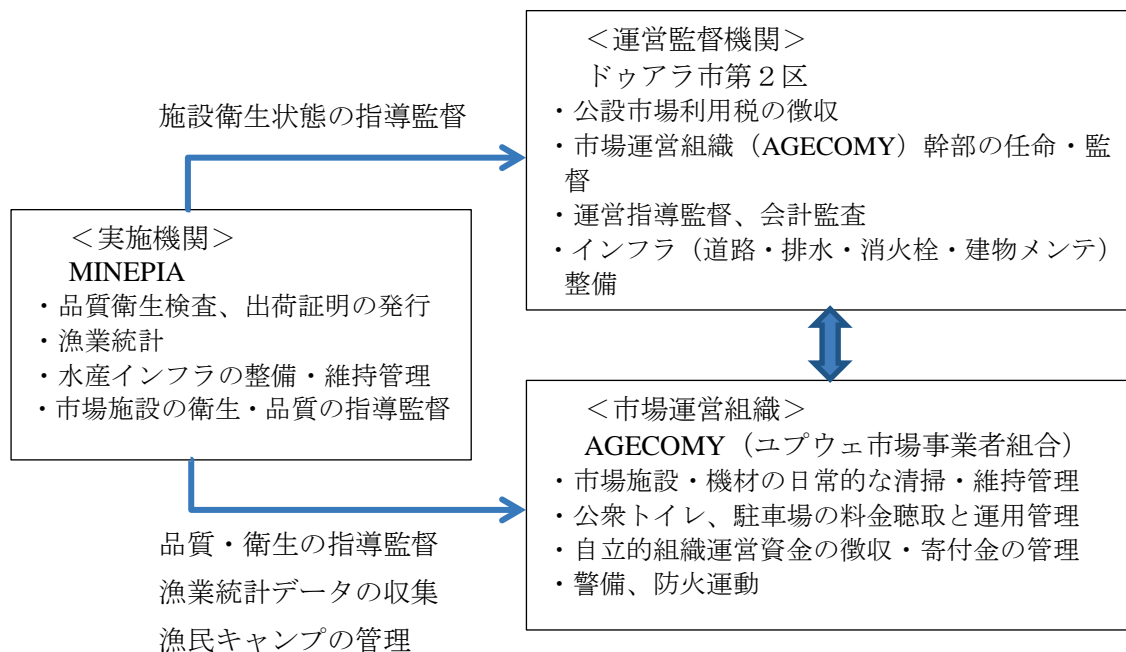 ＜運営監督機関＞
ドゥアラ市第２区
・公設市場利用税の徴収
・市場運営組織（AGECOMY）幹部の任命・監
督
・運営指導監督、会計監査
・インフラ（道路・排水・消火栓・建物メンテ）
整備
施設衛生状態の指導監督
＜実施機関＞
MINEPIA
・品質衛生検査、出荷証明の発行
・漁業統計
・水産インフラの整備・維持管理
・市場施設の衛生・品質の指導監督
＜市場運営組織＞
AGECOMY（ユプウェ市場事業者組合）
・市場施設・機材の日常的な清掃・維持管理
・公衆トイレ、駐車場の料金聴取と運用管理
・自立的組織運営資金の徴収・寄付金の管理
・警備、防火運動
品質・衛生の指導監督
漁業統計データの収集
漁民キャンプの管理